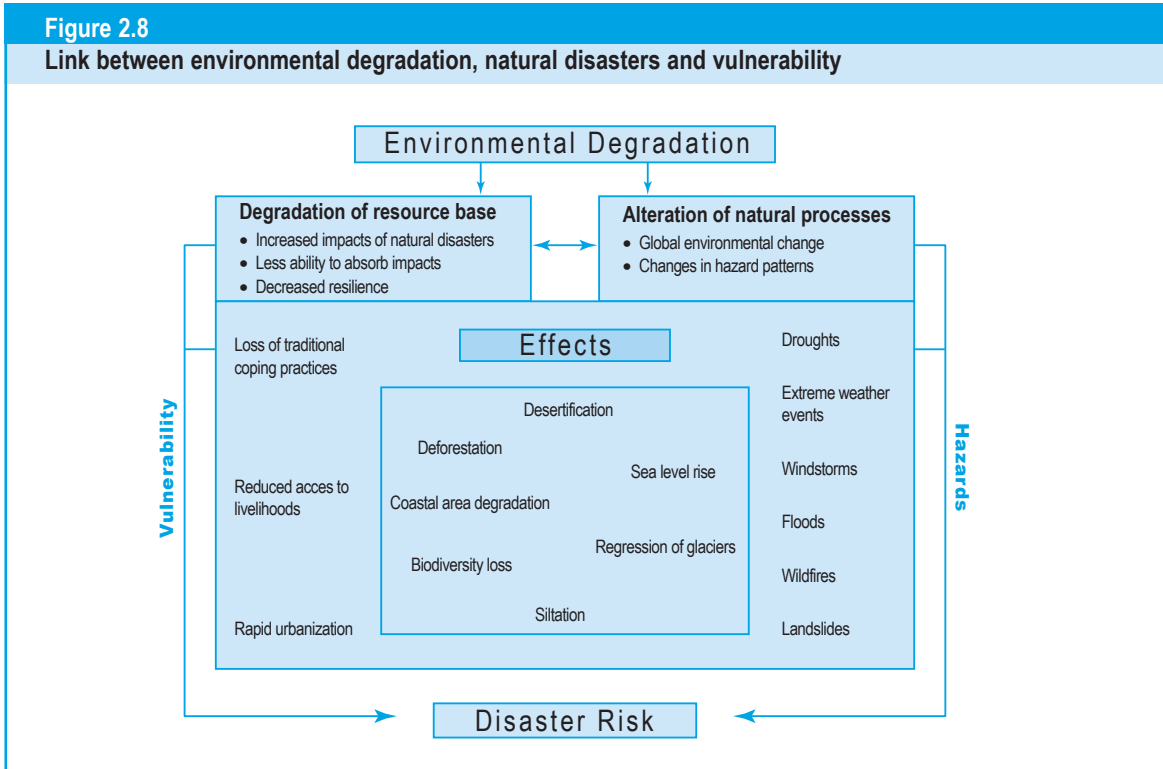 Figure 2.8
Link between environmental degradation, natural disasters and vulnerability
Environmental Degradation
Degradation of resource base
• Increased impacts of natural disasters
• Less ability to absorb impacts
• Decreased resilience
Alteration of natural processes
• Global environmental change
• Changes in hazard patterns
Effects
Vulnerability
Loss of traditional
coping practices
Reduced acces to
livelihoods
Rapid urbanization
Desertification
Deforestation
Sea level rise
Coastal area degradation
Regression of glaciers
Biodiversity loss
Siltation
Droughts
Extreme weather
events
Windstorms
Floods
Wildfires
Landslides
Hazards
Disaster Risk